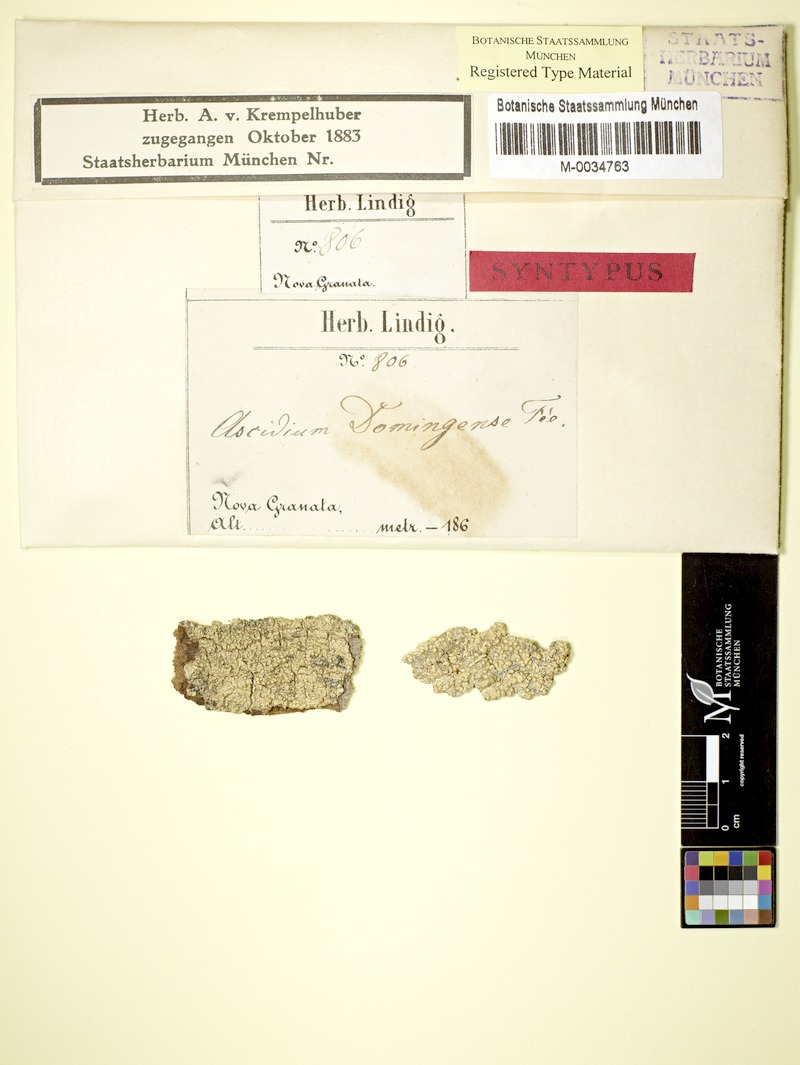 BOTANISCHE STAATSSAMMLUNG
MÜNCHEN
Registered Type Material
STAATS-
HERBARIUM
MÜNCHEN
Herb. A. v. Krempelhuber
zugegangen Oktober 1883
Staatsherbarium München Nr.
Botanische Staatssammlung München
M-0034763
Herb. Lindig
No. 806
Nova Granata.
SYNTYPUS
Herb. Lindig.
No. 806
Ascidium Domingense Fée.
Nova Granata,
Alt. metr. — 186
BOTANISCHE
STAATSSAMMLUNG
MÜNCHEN
M
0 1 2
cm
copyright reserved